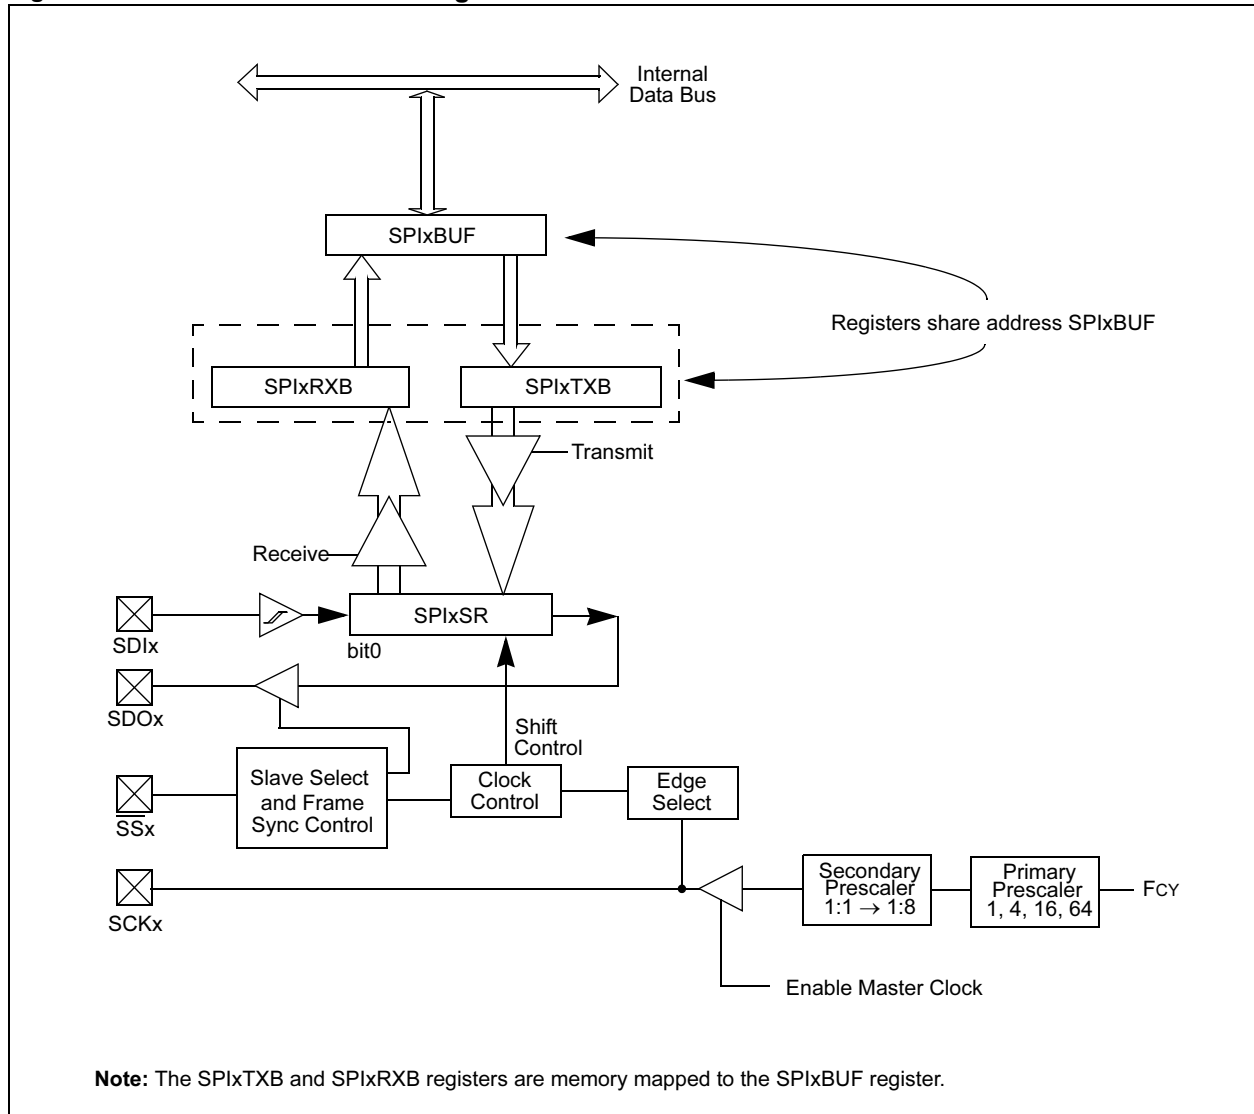 Internal
Data Bus
SPIxBUF
Registers share address SPIxBUF
SPIxRXB
SPIxTXB
Transmit
Receive
SPIxSR
SDIx
bit0
SDOx
Shift
Control
Slave Select
and Frame
Sync Control
Clock
Control
Edge
Select
SSx
Secondary
Prescaler
1:1 → 1:8
Primary
Prescaler
1, 4, 16, 64
FCY
SCKx
Enable Master Clock
Note: The SPIxTXB and SPIxRXB registers are memory mapped to the SPIxBUF register.